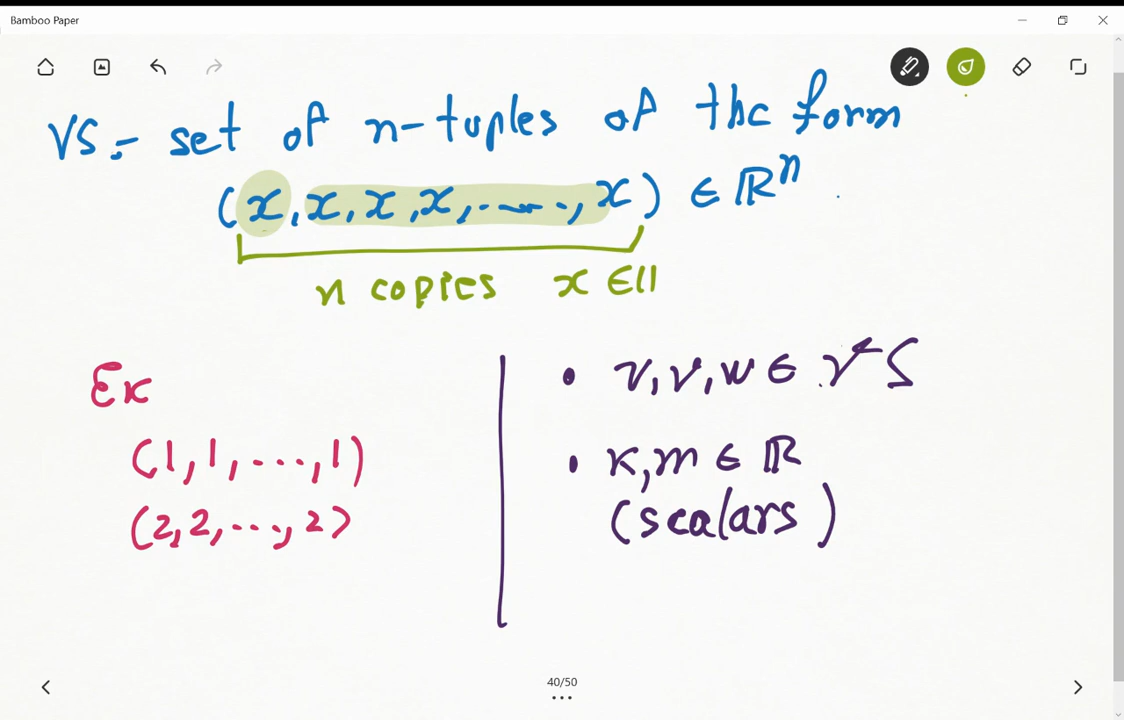 Bamboo Paper
VS:- set of n-tuples of the form
(x, x, x, x, ......, x) ∈ ℝⁿ
n copies x ∈
Ex
(1, 1, ..., 1)
(2, 2, ..., 2)
, v, w ∈ VS
k, m ∈ ℝ
(scalars)
40/50